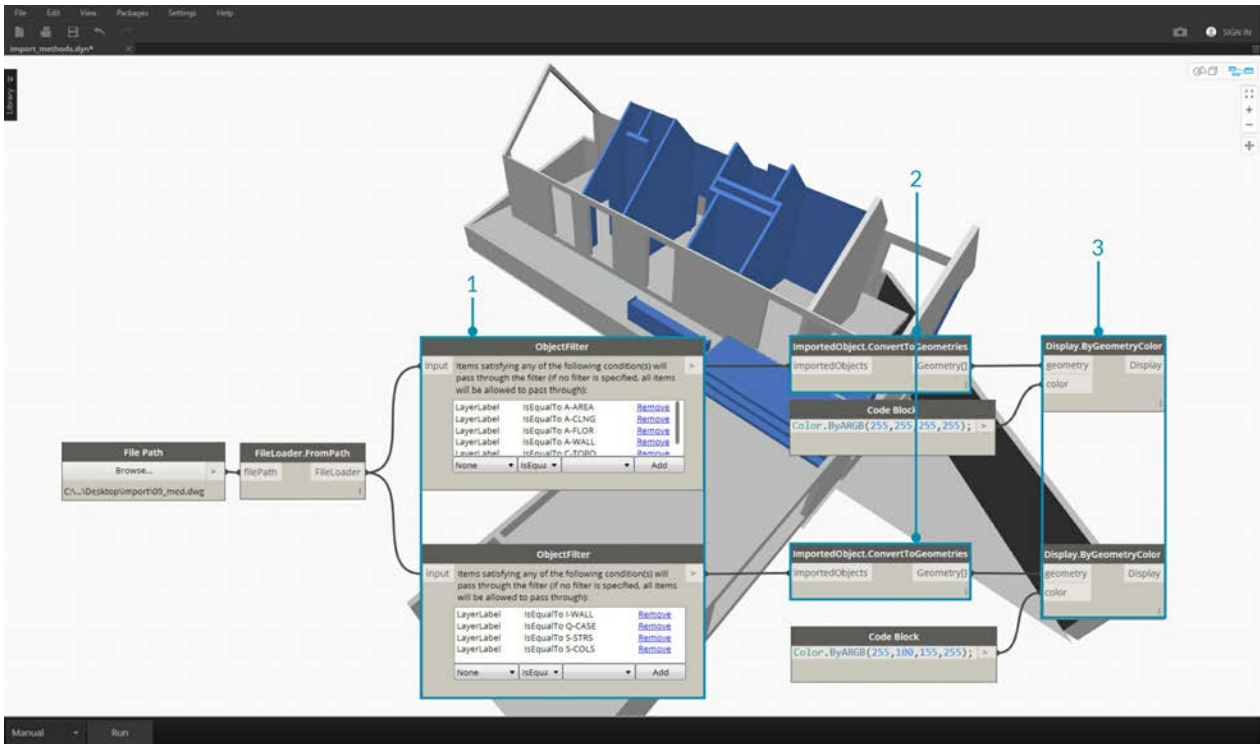 File Edit View Packages Settings Help
SIGN IN
import_methods.dyn*
Library
2
3
1
ObjectFilter
input Items satisfying any of the following condition(s) will >
pass through the filter (if no filter is specified, all items
will be allowed to pass through):
LayerLabel IsEqualTo A-AREA Remove
LayerLabel IsEqualTo A-CLNG Remove
LayerLabel IsEqualTo A-FLOR Remove
LayerLabel IsEqualTo A-WALL Remove
LayerLabel IsEqualTo C-TOPO Remove
None IsEqua Add
ImportedObject.ConvertToGeometries
importedObjects Geometry[]
Code Block
Color.ByARGB(255,255,255,255); >
Display.ByGeometryColor
geometry Display
color
File Path
Browse... >
C:\...\Desktop\import\09_mod.dwg
FileLoader.FromPath
filePath FileLoader
ObjectFilter
input Items satisfying any of the following condition(s) will >
pass through the filter (if no filter is specified, all items
will be allowed to pass through):
LayerLabel IsEqualTo I-WALL Remove
LayerLabel IsEqualTo Q-CASE Remove
LayerLabel IsEqualTo S-STRS Remove
LayerLabel IsEqualTo S-COLS Remove
None IsEqua Add
ImportedObject.ConvertToGeometries
importedObjects Geometry[]
Code Block
Color.ByARGB(255,100,155,255); >
Display.ByGeometryColor
geometry Display
color
Manual Run